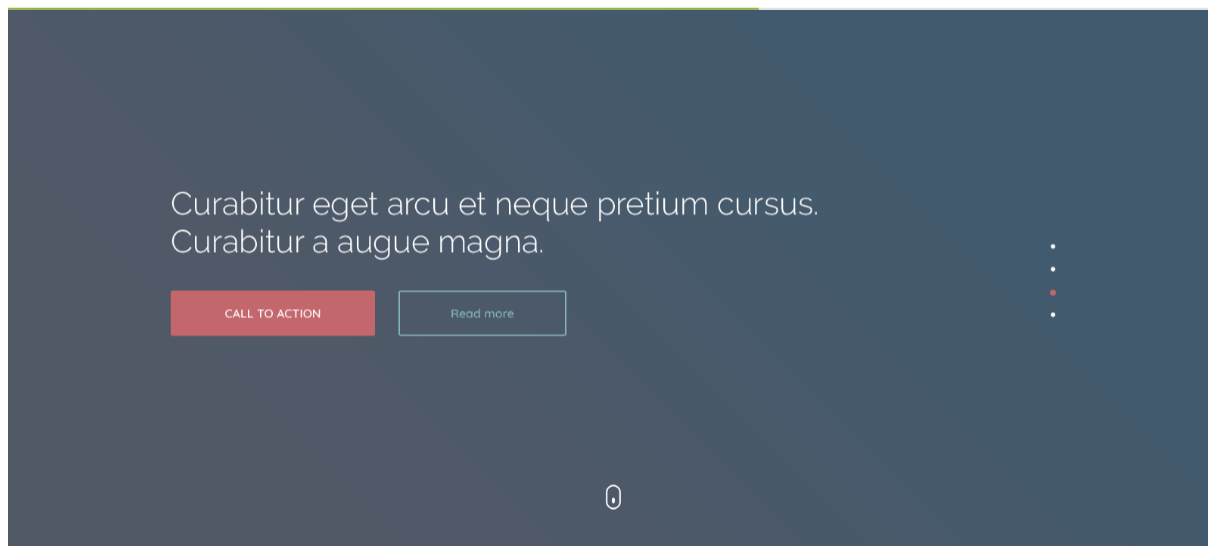 Curabitur eget arcu et neque pretium cursus.
Curabitur a augue magna.
CALL TO ACTION
Read more